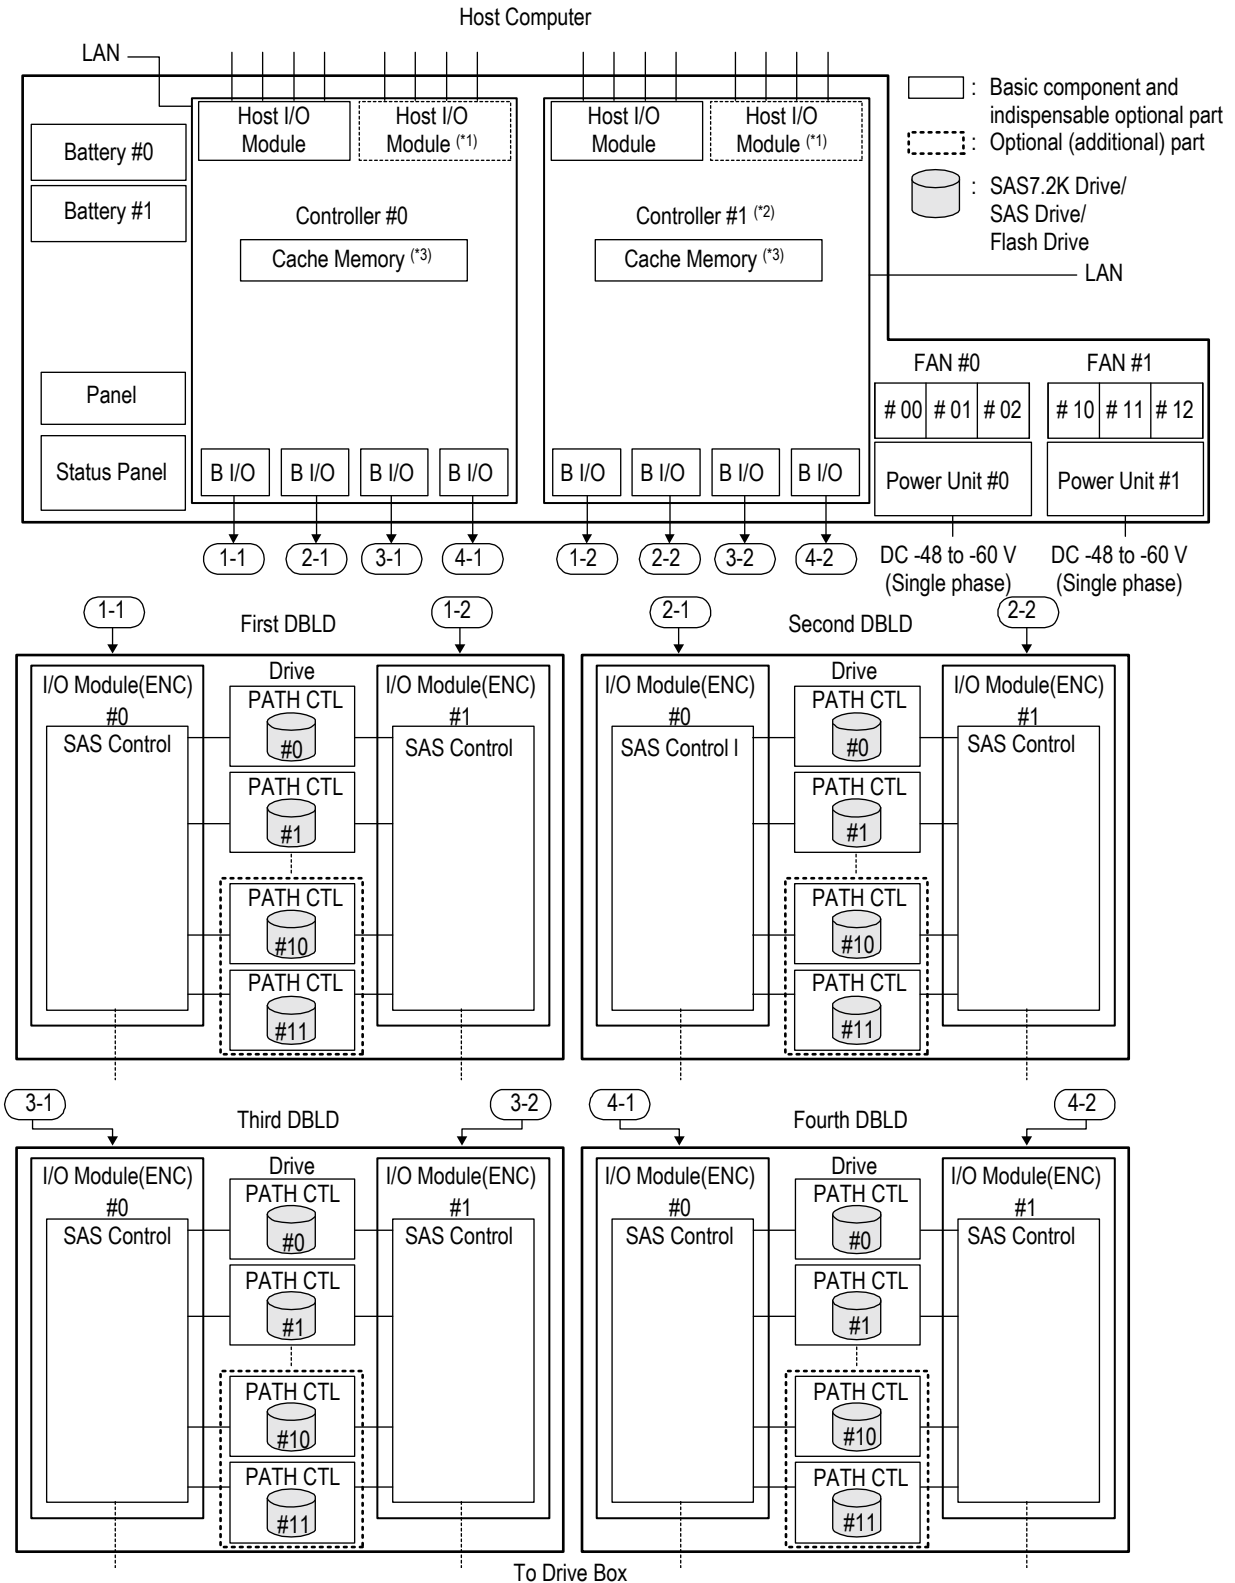 Host Computer
LAN
Host I/O
Module
Host I/O
Module (*1)
Host I/O
Module
Host I/O
Module (*1)
: Basic component and
indispensable optional part
: Optional (additional) part
: SAS7.2K Drive/
SAS Drive/
Flash Drive
Battery #0
Battery #1
Controller #0
Cache Memory (*3)
Controller #1 (*2)
Cache Memory (*3)
LAN
Panel
Status Panel
FAN #0
FAN #1
# 00 # 01 # 02
# 10 # 11 # 12
B I/O B I/O B I/O B I/O
B I/O B I/O B I/O B I/O
Power Unit #0
Power Unit #1
1-1 2-1 3-1 4-1
1-2 2-2 3-2 4-2
DC -48 to -60 V
(Single phase)
DC -48 to -60 V
(Single phase)
1-1
First DBLD
1-2
I/O Module(ENC)
#0
SAS Control
Drive
PATH CTL
#0
PATH CTL
#1
PATH CTL
#10
PATH CTL
#11
I/O Module(ENC)
#1
SAS Control
2-1
Second DBLD
2-2
I/O Module(ENC)
#0
SAS Control l
Drive
PATH CTL
#0
PATH CTL
#1
PATH CTL
#10
PATH CTL
#11
I/O Module(ENC)
#1
SAS Control
3-1
Third DBLD
3-2
I/O Module(ENC)
#0
SAS Control
Drive
PATH CTL
#0
PATH CTL
#1
PATH CTL
#10
PATH CTL
#11
I/O Module(ENC)
#1
SAS Control
4-1
Fourth DBLD
4-2
I/O Module(ENC)
#0
SAS Control
Drive
PATH CTL
#0
PATH CTL
#1
PATH CTL
#10
PATH CTL
#11
I/O Module(ENC)
#1
SAS Control
To Drive Box